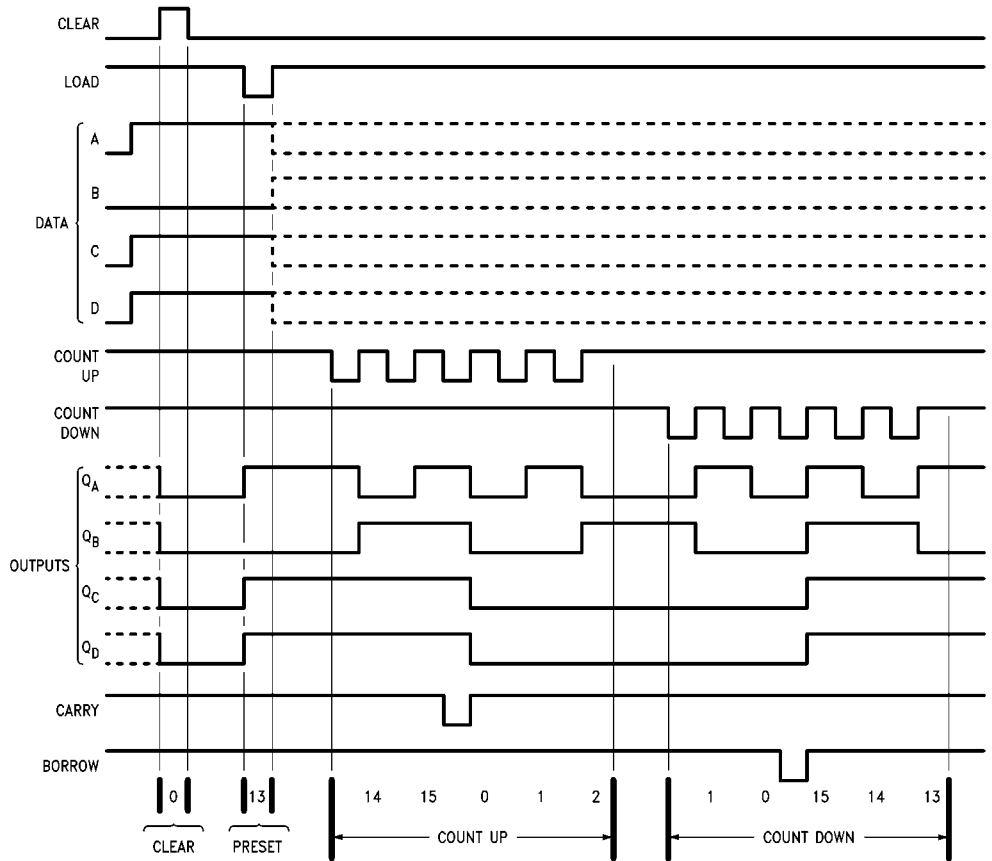 CLEAR
LOAD
A
B
DATA
C
D
COUNT
UP
COUNT
DOWN
QA
QB
OUTPUTS
QC
QD
CARRY
BORROW
0 13 14 15 0 1 2 1 0 15 14 13
CLEAR PRESET COUNT UP COUNT DOWN